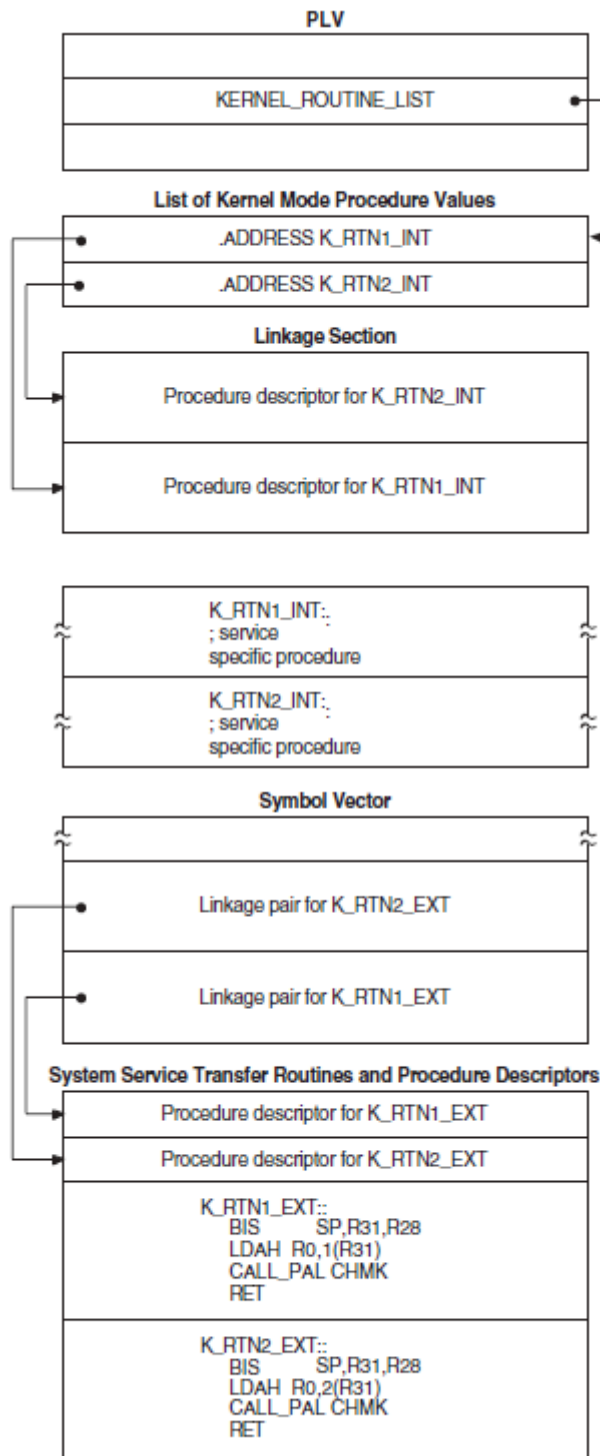 PLV
KERNEL_ROUTINE_LIST
List of Kernel Mode Procedure Values
.ADDRESS K_RTN1_INT
.ADDRESS K_RTN2_INT
Linkage Section
Procedure descriptor for K_RTN2_INT
Procedure descriptor for K_RTN1_INT
K_RTN1_INT:.
; service
specific procedure
K_RTN2_INT:.
; service
specific procedure
Symbol Vector
Linkage pair for K_RTN2_EXT
Linkage pair for K_RTN1_EXT
System Service Transfer Routines and Procedure Descriptors
Procedure descriptor for K_RTN1_EXT
Procedure descriptor for K_RTN2_EXT
K_RTN1_EXT::
BIS SP,R31,R28
LDAH R0,1(R31)
CALL_PAL CHMK
RET
K_RTN2_EXT::
BIS SP,R31,R28
LDAH R0,2(R31)
CALL_PAL CHMK
RET